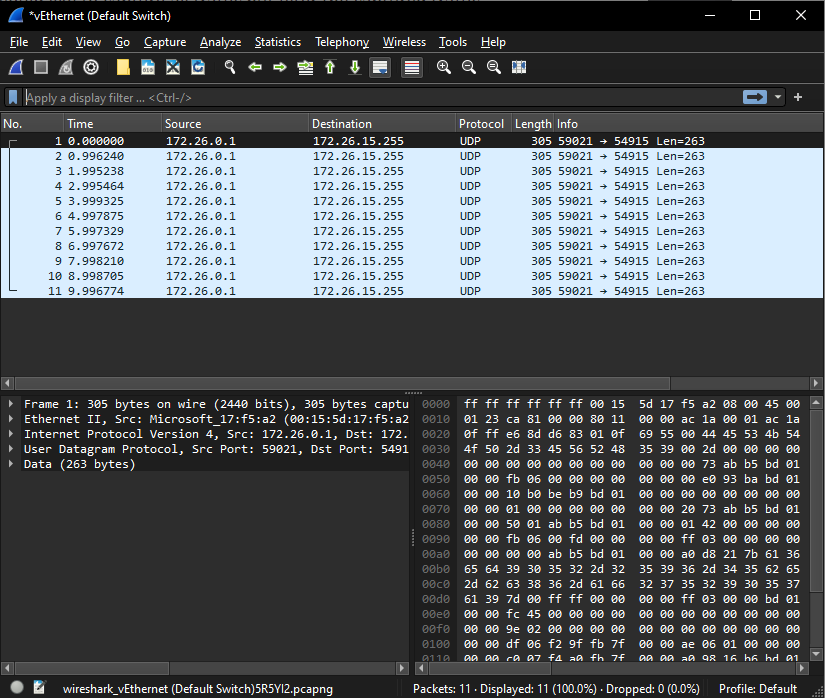 *vEthernet (Default Switch)
File Edit View Go Capture Analyze Statistics Telephony Wireless Tools Help
Apply a display filter ... <Ctrl-/>
No. Time Source Destination Protocol Length Info
1 0.000000 172.26.0.1 172.26.15.255 UDP 305 59021 → 54915 Len=263
2 0.996240 172.26.0.1 172.26.15.255 UDP 305 59021 → 54915 Len=263
3 1.995238 172.26.0.1 172.26.15.255 UDP 305 59021 → 54915 Len=263
4 2.995464 172.26.0.1 172.26.15.255 UDP 305 59021 → 54915 Len=263
5 3.999325 172.26.0.1 172.26.15.255 UDP 305 59021 → 54915 Len=263
6 4.997875 172.26.0.1 172.26.15.255 UDP 305 59021 → 54915 Len=263
7 5.997329 172.26.0.1 172.26.15.255 UDP 305 59021 → 54915 Len=263
8 6.997672 172.26.0.1 172.26.15.255 UDP 305 59021 → 54915 Len=263
9 7.998210 172.26.0.1 172.26.15.255 UDP 305 59021 → 54915 Len=263
10 8.998705 172.26.0.1 172.26.15.255 UDP 305 59021 → 54915 Len=263
11 9.996774 172.26.0.1 172.26.15.255 UDP 305 59021 → 54915 Len=263
Frame 1: 305 bytes on wire (2440 bits), 305 bytes captu
Ethernet II, Src: Microsoft_17:f5:a2 (00:15:5d:17:f5:a2
Internet Protocol Version 4, Src: 172.26.0.1, Dst: 172.
User Datagram Protocol, Src Port: 59021, Dst Port: 5491
Data (263 bytes)
0000 ff ff ff ff ff ff 00 15 5d 17 f5 a2 08 00 45 00
0010 01 23 ca 81 00 00 80 11 00 00 ac 1a 00 01 ac 1a
0020 0f ff e6 8d d6 83 01 0f 69 55 00 44 45 53 4b 54
0030 4f 50 2d 33 45 56 52 48 35 39 00 2d 00 00 00 00
0040 00 00 00 00 00 00 00 00 00 00 00 73 ab b5 bd 01
0050 00 00 fb 06 00 00 00 00 00 00 00 e0 93 ba bd 01
0060 00 00 10 b0 be b9 bd 01 00 00 00 00 00 00 00 00
0070 00 00 01 00 00 00 00 00 00 00 20 73 ab b5 bd 01
0080 00 00 50 01 ab b5 bd 01 00 00 01 42 00 00 00 00
0090 00 00 fb 06 00 fd 00 00 00 00 ff 03 00 00 00 00
00a0 00 00 00 00 ab b5 bd 01 00 00 a0 d8 21 7b 61 36
00b0 65 64 39 30 35 32 2d 32 35 39 36 2d 34 35 62 65
00c0 2d 62 63 38 36 2d 61 66 32 37 35 32 39 30 35 37
00d0 61 39 7d 00 ff ff 00 00 00 00 ff 03 00 00 bd 01
00e0 00 00 fc 45 00 00 00 00 00 00 00 00 00 00 00 00
00f0 00 00 9e 02 00 00 00 00 00 00 00 00 00 00 00 00
0100 00 00 df 06 f2 9f fb 7f 00 00 ae 06 01 00 00 00
0110 00 00 c0 07 f4 a0 fb 7f 00 00 a0 98 16 b6 bd 01
wireshark_vEthernet (Default Switch)5R5YI2.pcapng Packets: 11 · Displayed: 11 (100.0%) · Dropped: 0 (0.0%) Profile: Default